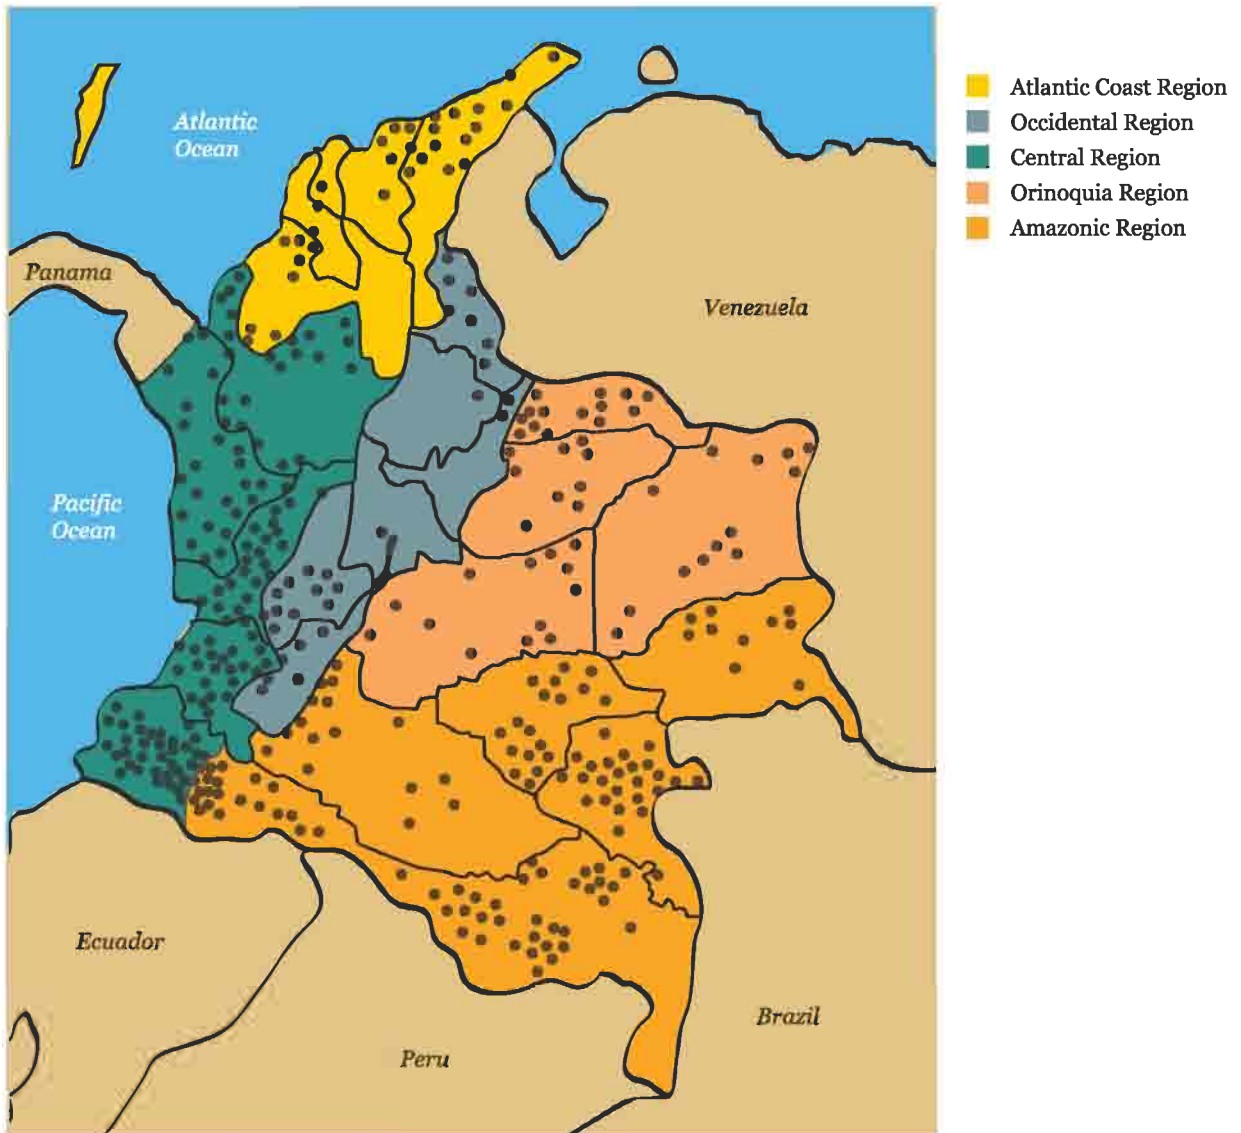 Atlantic Coast Region
Occidental Region
Central Region
Orinoquia Region
Amazonic Region
Atlantic
Ocean
Panama
Venezuela
Pacific
Ocean
Ecuador
Brazil
Peru